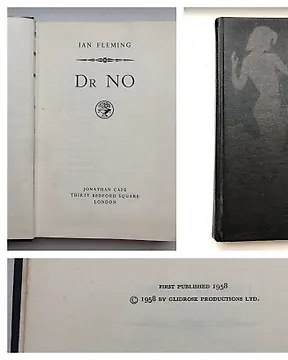 IAN FLEMING
DR NO
JONATHAN CAPE
THIRTY BEDFORD SQUARE
LONDON
FIRST PUBLISHED 1958
© 1958 BY GLIDROSE PRODUCTIONS LTD.